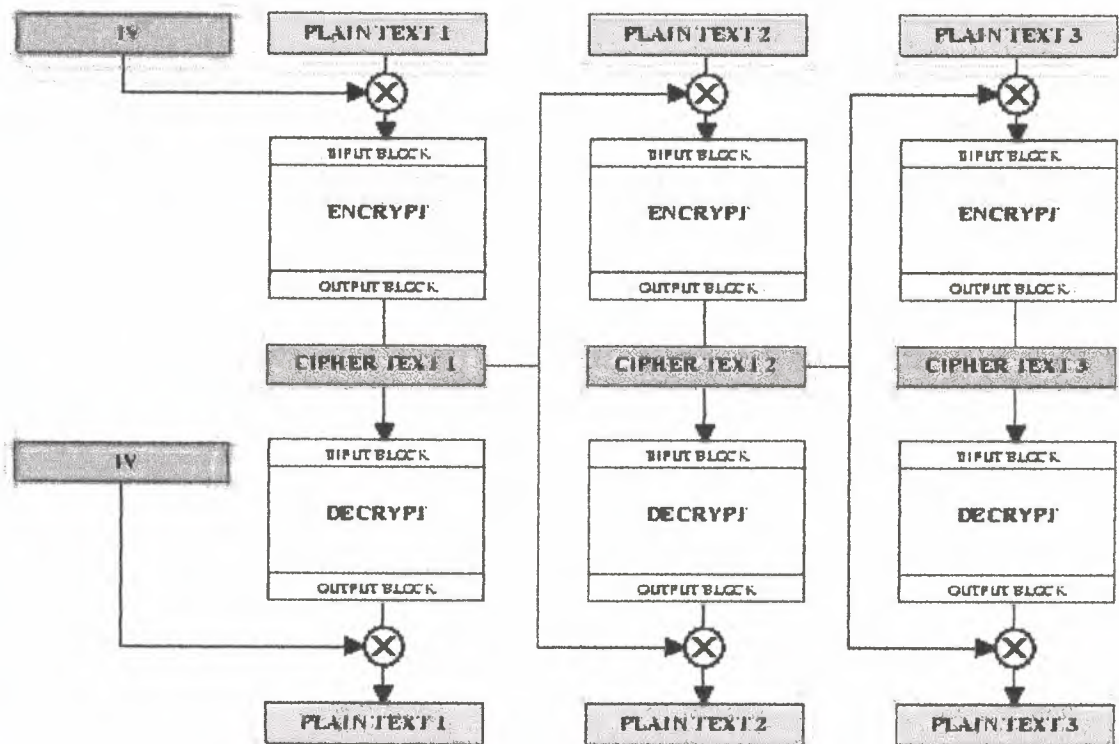 IV PLAIN TEXT 1 PLAIN TEXT 2 PLAIN TEXT 3
INPUT BLOCK INPUT BLOCK INPUT BLOCK
ENCRYPT ENCRYPT ENCRYPT
OUTPUT BLOCK OUTPUT BLOCK OUTPUT BLOCK
CIPHER TEXT 1 CIPHER TEXT 2 CIPHER TEXT 3
IV INPUT BLOCK INPUT BLOCK INPUT BLOCK
DECRYPT DECRYPT DECRYPT
OUTPUT BLOCK OUTPUT BLOCK OUTPUT BLOCK
PLAIN TEXT 1 PLAIN TEXT 2 PLAIN TEXT 3